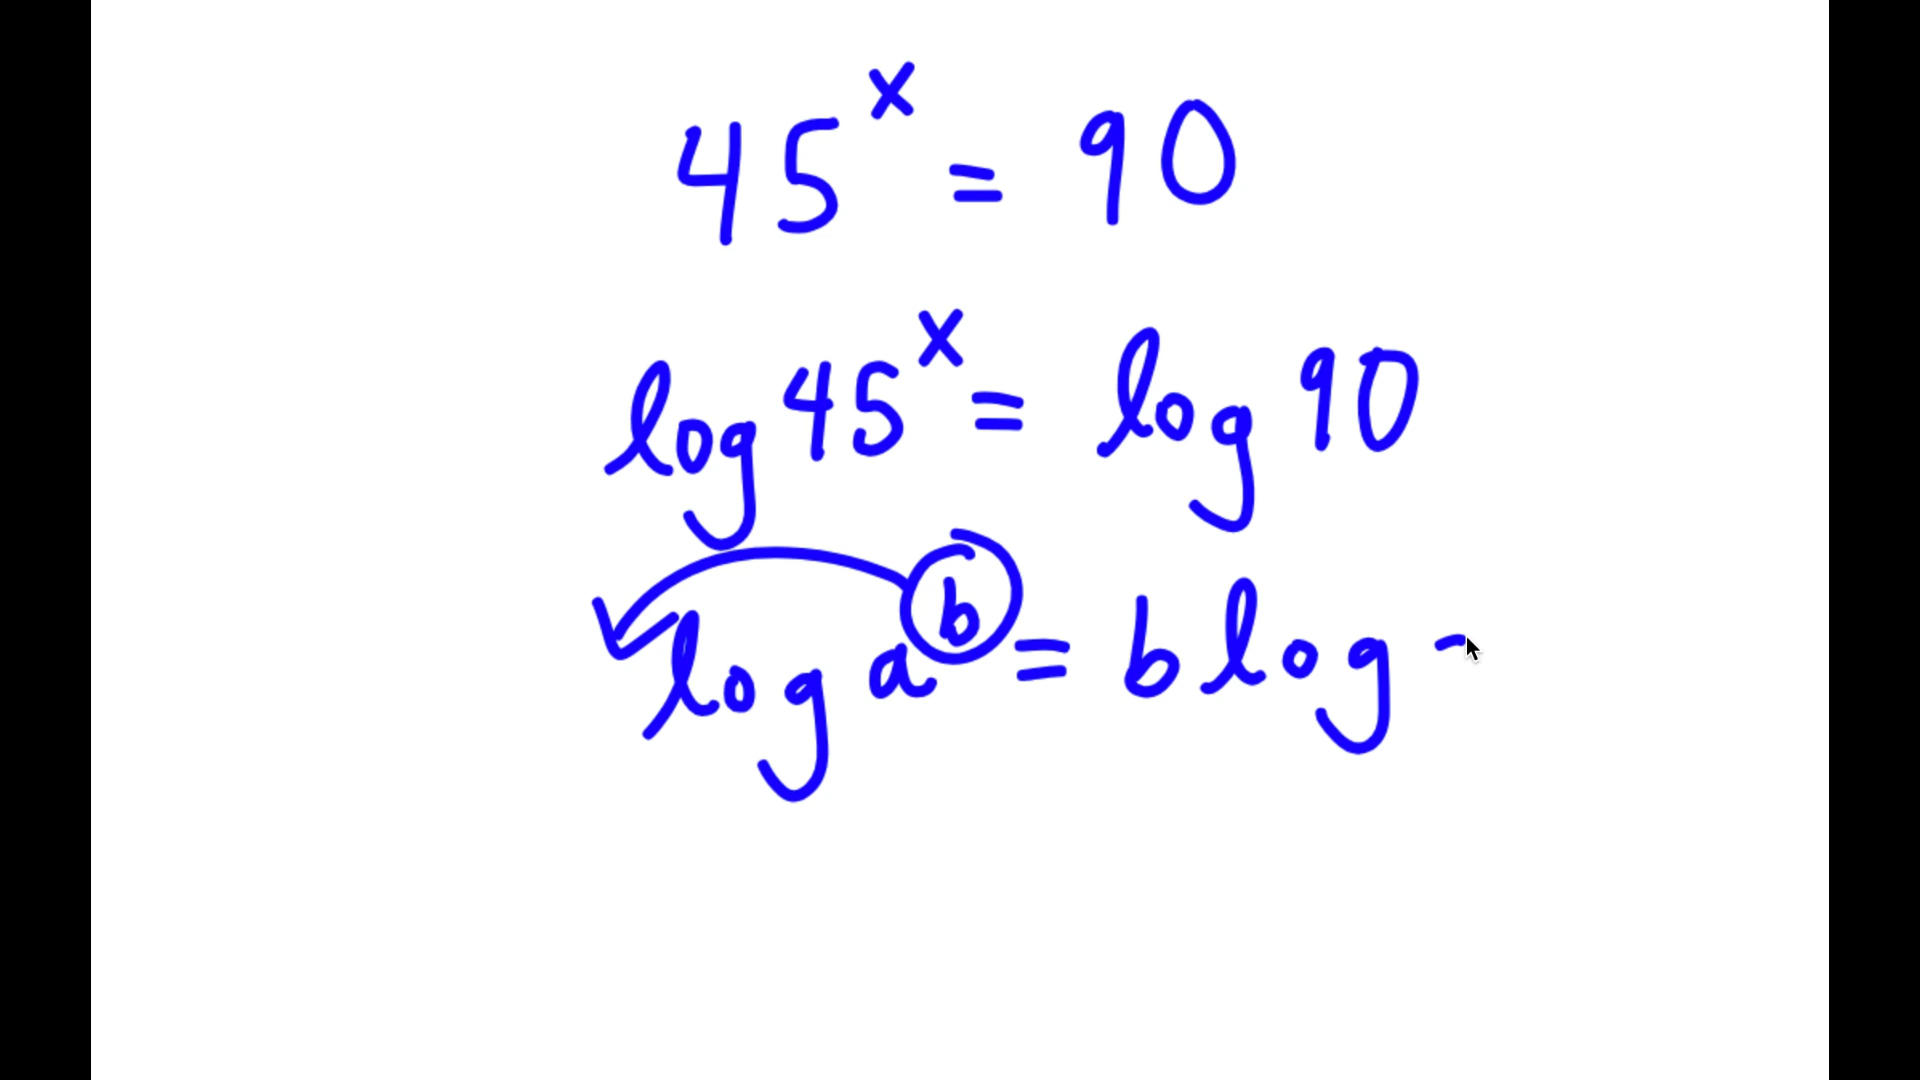 45^x = 90
log 45^x = log 90
log a^b = b log